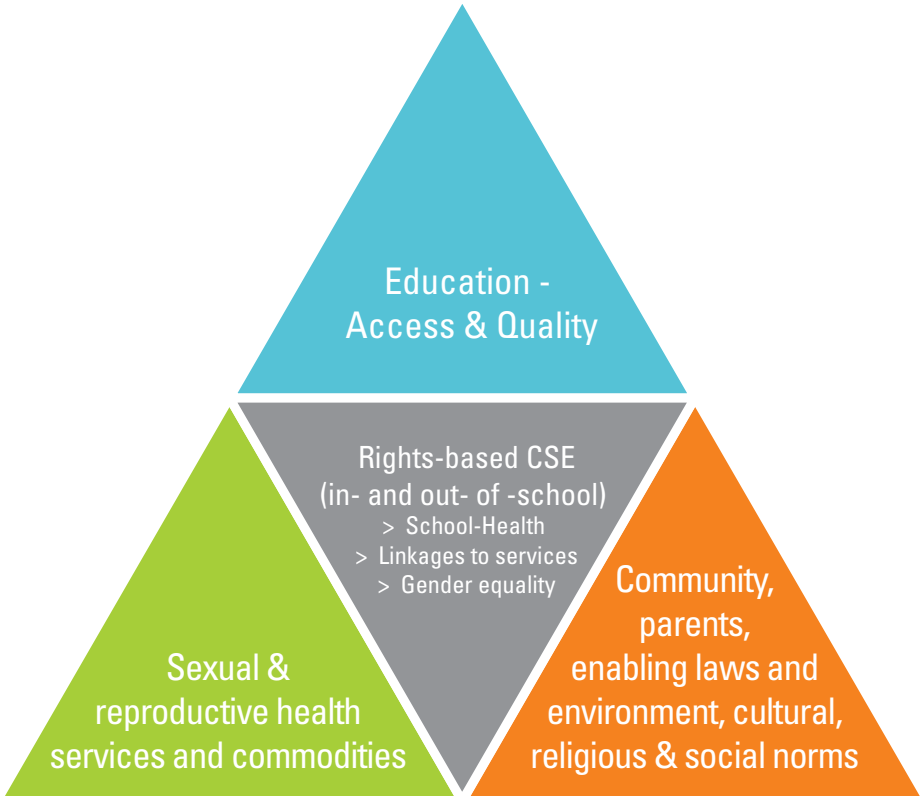 Education -
Access & Quality
Rights-based CSE
(in- and out- of -school)
> School-Health
> Linkages to services
> Gender equality
Sexual &
reproductive health
services and commodities
Community,
parents,
enabling laws and
environment, cultural,
religious & social norms